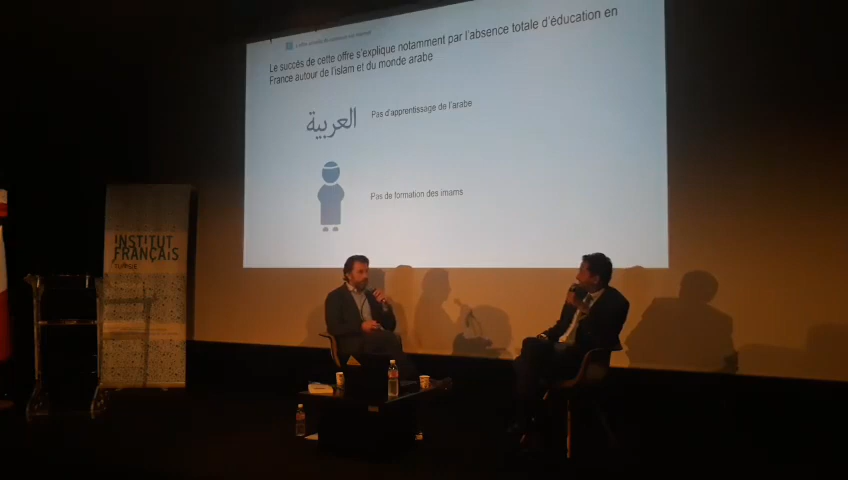 Le succès de cette offre s'explique notamment par l'absence totale d'éducation en
France autour de l'islam et du monde arabe
العربية
Pas d'apprentissage de l'arabe
Pas de formation des imams
INSTITUT
FRANÇAIS